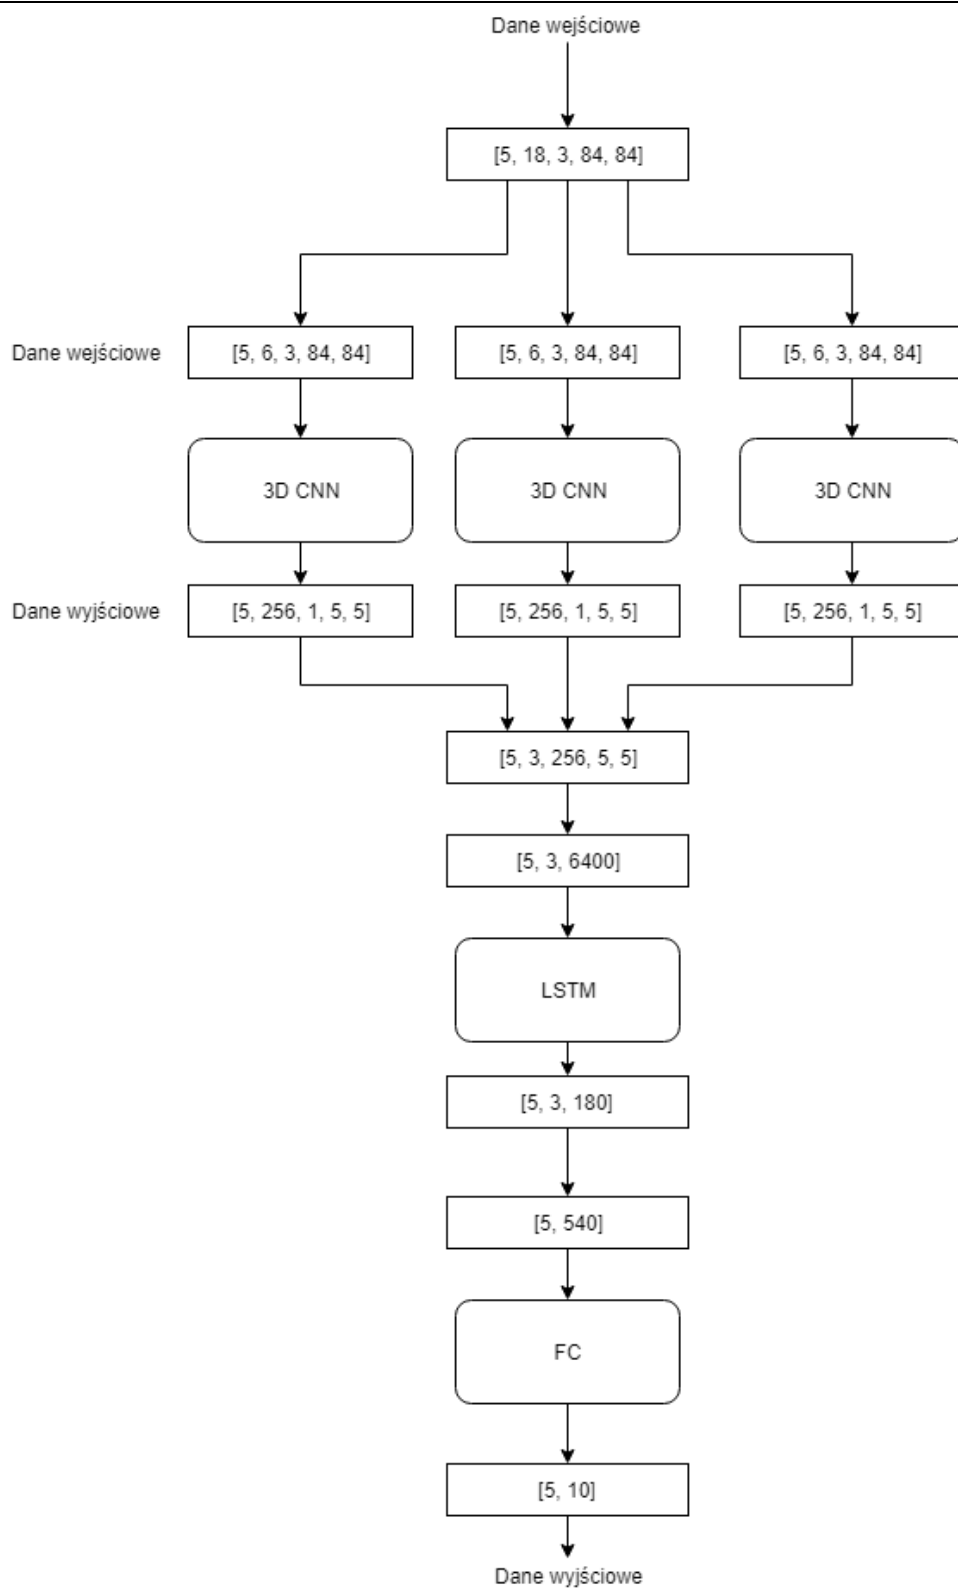 Dane wejściowe
[5, 18, 3, 84, 84]
Dane wejściowe
[5, 6, 3, 84, 84]
[5, 6, 3, 84, 84]
[5, 6, 3, 84, 84]
3D CNN
3D CNN
3D CNN
Dane wyjściowe
[5, 256, 1, 5, 5]
[5, 256, 1, 5, 5]
[5, 256, 1, 5, 5]
[5, 3, 256, 5, 5]
[5, 3, 6400]
LSTM
[5, 3, 180]
[5, 540]
FC
[5, 10]
Dane wyjściowe